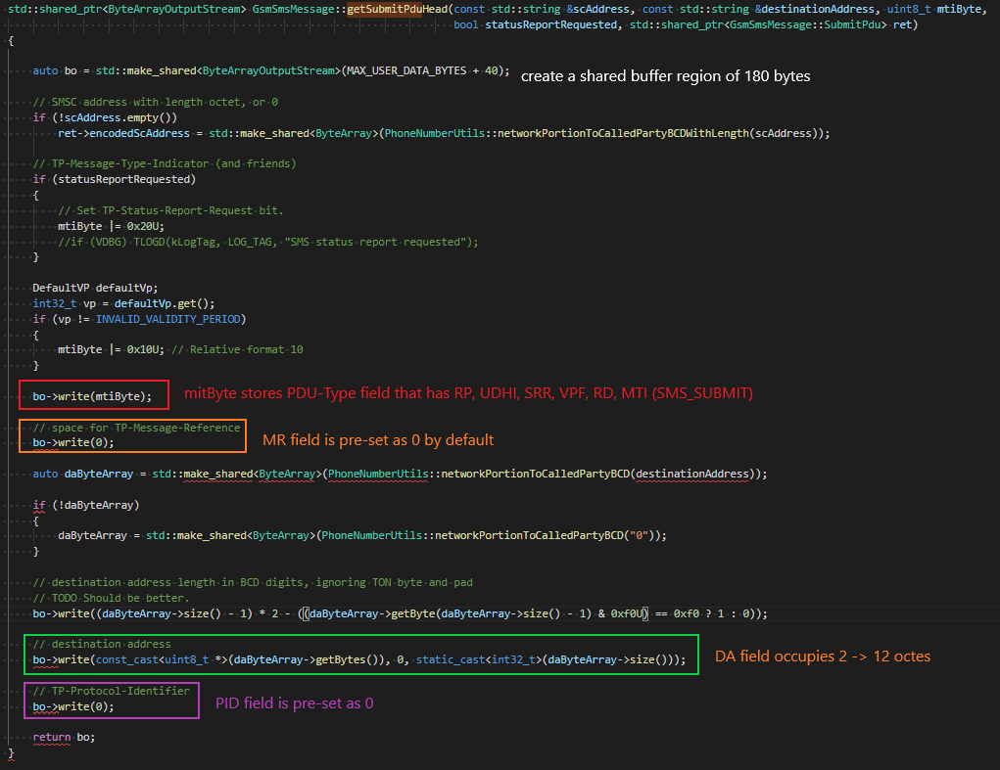 std::shared_ptr<ByteArrayOutputStream> GsmSmsMessage::getSubmitPduHead(const std::string &scAddress, const std::string &destinationAddress, uint8_t mtiByte,
bool statusReportRequested, std::shared_ptr<GsmSmsMessage::SubmitPdu> ret)
{
auto bo = std::make_shared<ByteArrayOutputStream>(MAX_USER_DATA_BYTES + 40); create a shared buffer region of 180 bytes
// SMSC address with length octet, or 0
if (!scAddress.empty())
ret->encodedScAddress = std::make_shared<ByteArray>(PhoneNumberUtils::networkPortionToCalledPartyBCDWithLength(scAddress));
// TP-Message-Type-Indicator (and friends)
if (statusReportRequested)
{
// Set TP-Status-Report-Request bit.
mtiByte |= 0x20U;
//if (VDBG) TLOGD(kLogTag, LOG_TAG, "SMS status report requested");
}
DefaultVP defaultVp;
int32_t vp = defaultVp.get();
if (vp != INVALID_VALIDITY_PERIOD)
{
mtiByte |= 0x10U; // Relative format 10
}
bo->write(mtiByte); mitByte stores PDU-Type field that has RP, UDHI, SRR, VPF, RD, MTI (SMS_SUBMIT)
// space for TP-Message-Reference
bo->write(0); MR field is pre-set as 0 by default
auto daByteArray = std::make_shared<ByteArray>(PhoneNumberUtils::networkPortionToCalledPartyBCD(destinationAddress));
if (!daByteArray)
{
daByteArray = std::make_shared<ByteArray>(PhoneNumberUtils::networkPortionToCalledPartyBCD("0"));
}
// destination address length in BCD digits, ignoring TON byte and pad
// TODO Should be better.
bo->write((daByteArray->size() - 1) * 2 - ((daByteArray->getByte(daByteArray->size() - 1) & 0xf0U) == 0xf0 ? 1 : 0));
// destination address
bo->write(const_cast<uint8_t *>(daByteArray->getBytes()), 0, static_cast<int32_t>(daByteArray->size())); DA field occupies 2 -> 12 octes
// TP-Protocol-Identifier
bo->write(0); PID field is pre-set as 0
return bo;
}